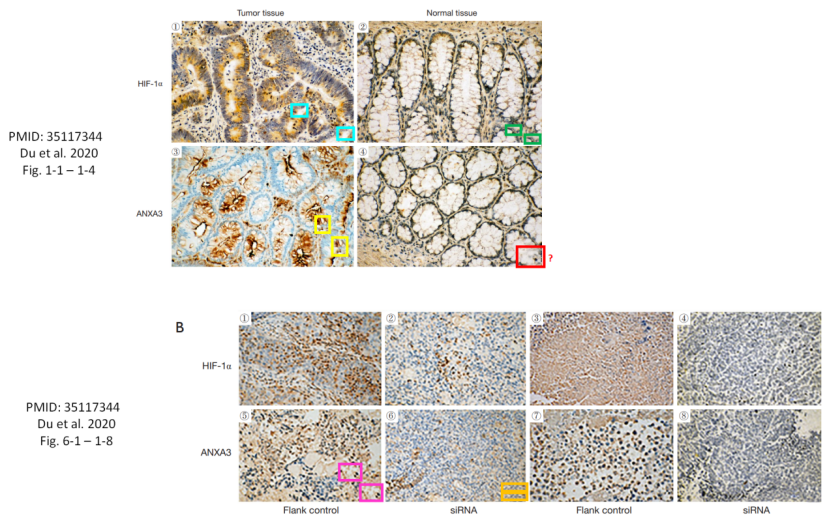 Tumor tissue
Normal tissue
①
②
HIF-1α
PMID: 35117344
Du et al. 2020
Fig. 1-1 – 1-4
③
④
ANXA3
?
B
①
②
③
④
HIF-1α
PMID: 35117344
Du et al. 2020
Fig. 6-1 – 1-8
⑤
⑥
⑦
⑧
ANXA3
Flank control
siRNA
Flank control
siRNA